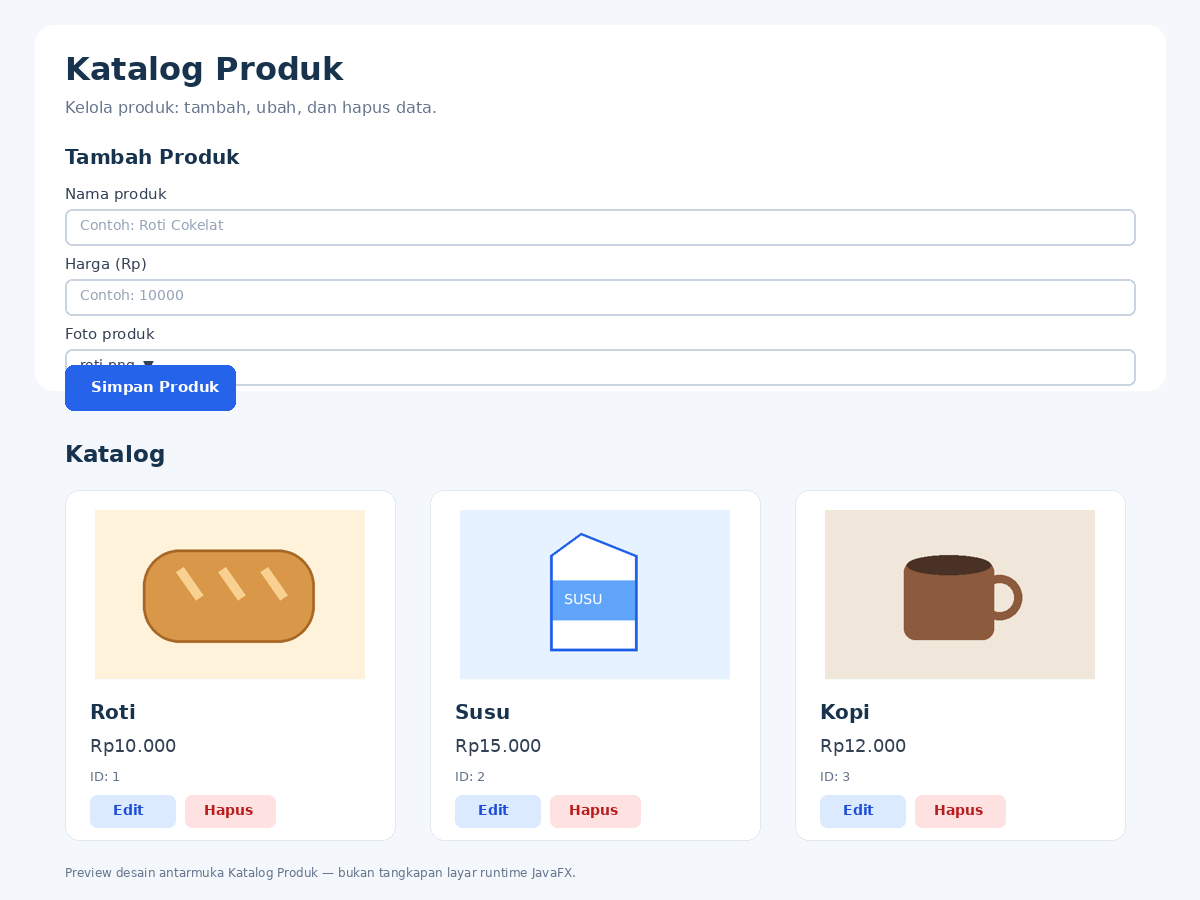 Katalog Produk
Kelola produk: tambah, ubah, dan hapus data.
Tambah Produk
Nama produk
Contoh: Roti Cokelat
Harga (Rp)
Contoh: 10000
Foto produk
roti.png ▼
Simpan Produk
Katalog
SUSU
Roti
Susu
Kopi
Rp10.000
Rp15.000
Rp12.000
ID: 1
ID: 2
ID: 3
Edit Hapus
Edit Hapus
Edit Hapus
Preview desain antarmuka Katalog Produk — bukan tangkapan layar runtime JavaFX.